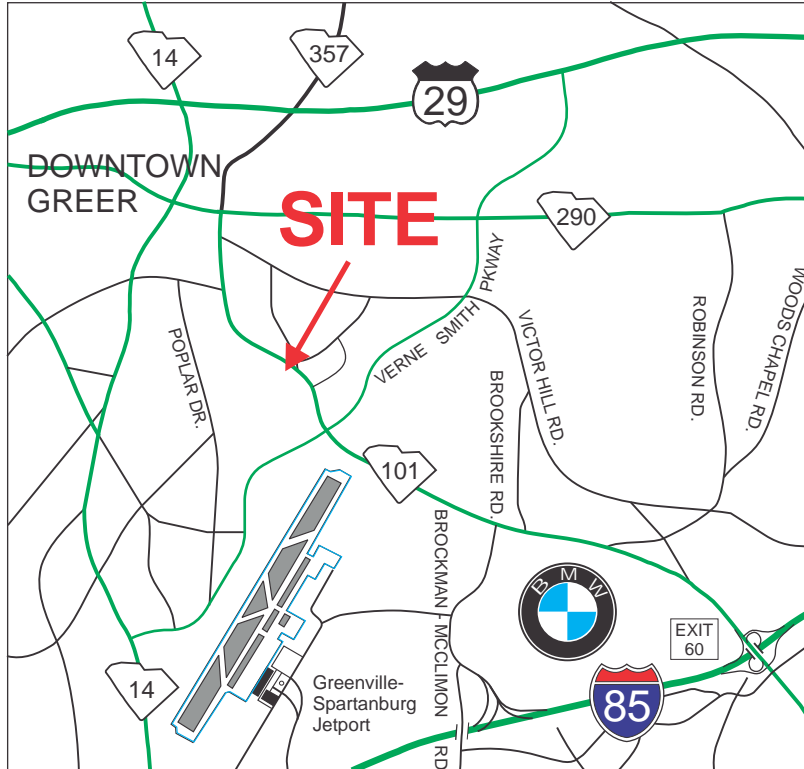 14
357
29
DOWNTOWN
GREER
SITE
290
VERNE SMITH PKWAY
WOODS CHAPEL RD.
ROBINSON RD.
VICTOR HILL RD.
POPLAR DR.
BROOKSHIRE RD.
101
BROCKMAN - MCCLIMON RD
BMW
EXIT
60
14
Greenville-
Spartanburg
Jetport
85